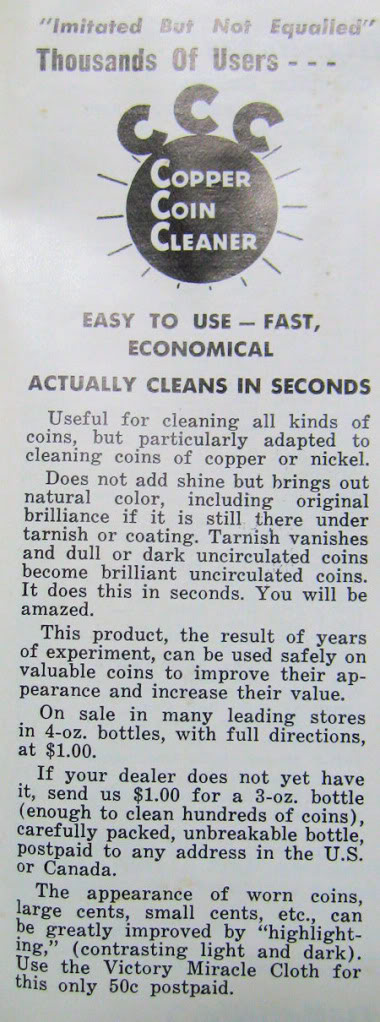 "Imitated But Not Equalled"
Thousands Of Users - - -
C C C
COPPER
COIN
CLEANER
EASY TO USE — FAST,
ECONOMICAL
ACTUALLY CLEANS IN SECONDS
Useful for cleaning all kinds of
coins, but particularly adapted to
cleaning coins of copper or nickel.
Does not add shine but brings out
natural color, including original
brilliance if it is still there under
tarnish or coating. Tarnish vanishes
and dull or dark uncirculated coins
become brilliant uncirculated coins.
It does this in seconds. You will be
amazed.
This product, the result of years
of experiment, can be used safely on
valuable coins to improve their ap-
pearance and increase their value.
On sale in many leading stores
in 4-oz. bottles, with full directions,
at $1.00.
If your dealer does not yet have
it, send us $1.00 for a 3-oz. bottle
(enough to clean hundreds of coins),
carefully packed, unbreakable bottle,
postpaid to any address in the U.S.
or Canada.
The appearance of worn coins,
large cents, small cents, etc., can
be greatly improved by "highlight-
ing," (contrasting light and dark).
Use the Victory Miracle Cloth for
this only 50c postpaid.